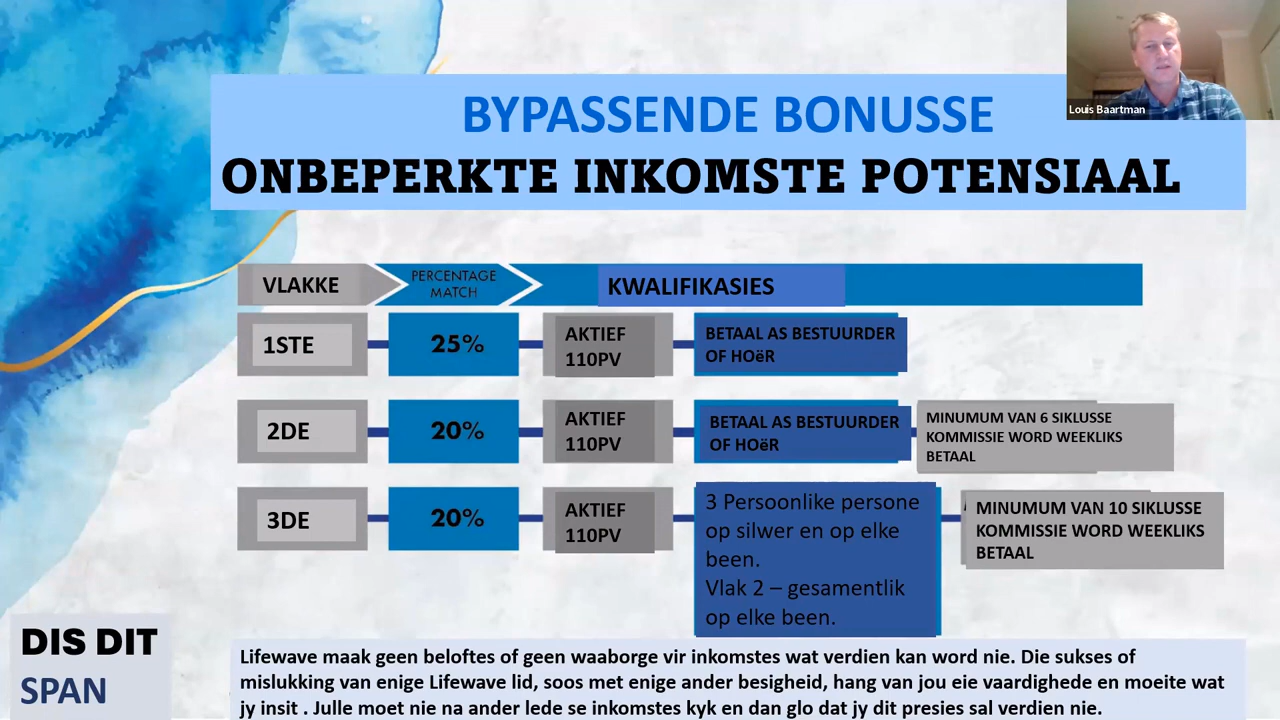 Louis Baartman
BYPASSENDE BONUSSE
ONBEPERKTE INKOMSTE POTENSIAAL
VLAKKE
PERCENTAGE
MATCH
KWALIFIKASIES
1STE
25%
AKTIEF
110PV
BETAAL AS BESTUURDER
OF HOëR
2DE
20%
AKTIEF
110PV
BETAAL AS BESTUURDER
OF HOëR
MINUMUM VAN 6 SIKLUSSE
KOMMISSIE WORD WEEKLIKS
BETAAL
3DE
20%
AKTIEF
110PV
3 Persoonlike persone
op silwer en op elke
been.
Vlak 2 – gesamentlik
op elke been.
MINUMUM VAN 10 SIKLUSSE
KOMMISSIE WORD WEEKLIKS
BETAAL
DIS DIT
SPAN
Lifewave maak geen beloftes of geen waaborge vir inkomstes wat verdien kan word nie. Die sukses of
mislukking van enige Lifewave lid, soos met enige ander besigheid, hang van jou eie vaardighede en moeite wat
jy insit . Julle moet nie na ander lede se inkomstes kyk en dan glo dat jy dit presies sal verdien nie.